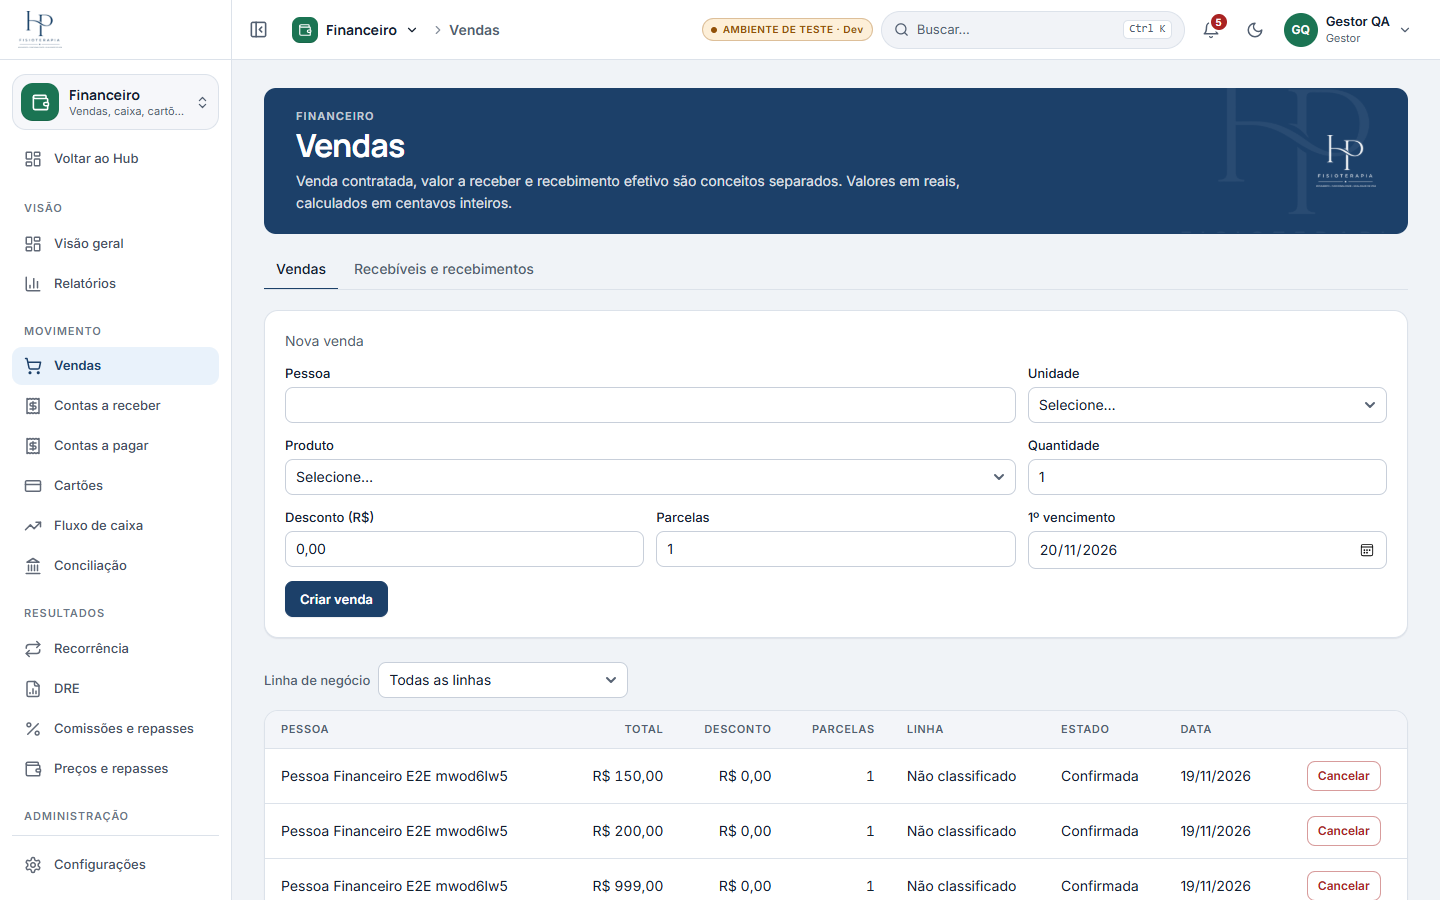 HP
FISIOTERAPIA
Financeiro
Vendas
AMBIENTE DE TESTE · Dev
Buscar...
Ctrl K
5
GQ
Gestor QA
Gestor
Financeiro
Vendas, caixa, cartõ...
Voltar ao Hub
VISÃO
Visão geral
Relatórios
MOVIMENTO
Vendas
Contas a receber
Contas a pagar
Cartões
Fluxo de caixa
Conciliação
RESULTADOS
Recorrência
DRE
Comissões e repasses
Preços e repasses
ADMINISTRAÇÃO
Configurações
FINANCEIRO
Vendas
Venda contratada, valor a receber e recebimento efetivo são conceitos separados. Valores em reais,
calculados em centavos inteiros.
HP
FISIOTERAPIA
Vendas Recebíveis e recebimentos
Nova venda
Pessoa Unidade
Selecione...
Produto Quantidade
Selecione... 1
Desconto (R$) Parcelas 1º vencimento
0,00 1 20/11/2026
Criar venda
Linha de negócio Todas as linhas
PESSOA TOTAL DESCONTO PARCELAS LINHA ESTADO DATA
Pessoa Financeiro E2E mwod6lw5 R$ 150,00 R$ 0,00 1 Não classificado Confirmada 19/11/2026 Cancelar
Pessoa Financeiro E2E mwod6lw5 R$ 200,00 R$ 0,00 1 Não classificado Confirmada 19/11/2026 Cancelar
Pessoa Financeiro E2E mwod6lw5 R$ 999,00 R$ 0,00 1 Não classificado Confirmada 19/11/2026 Cancelar